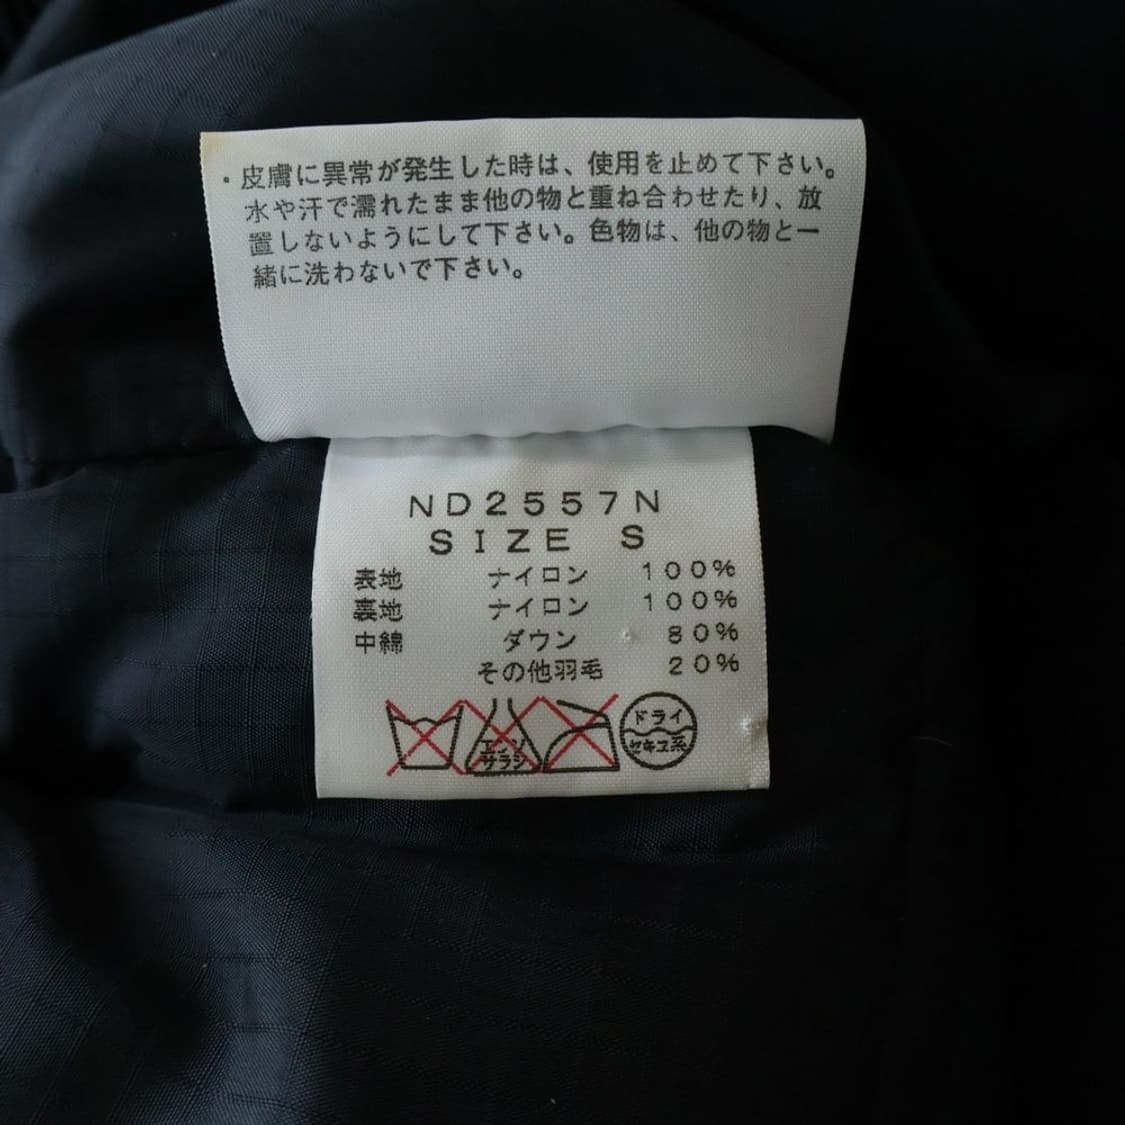 ・皮膚に異常が発生した時は、使用を止めて下さい。
水や汗で濡れたまま他の物と重ね合わせたり、放
置しないようにして下さい。色物は、他の物と一
緒に洗わないで下さい。
ND2557N
SIZE S
表地 ナイロン 100%
裏地 ナイロン 100%
中綿 ダウン 80%
その他羽毛 20%
エンソ
サラシ
ドライ
セキユ系